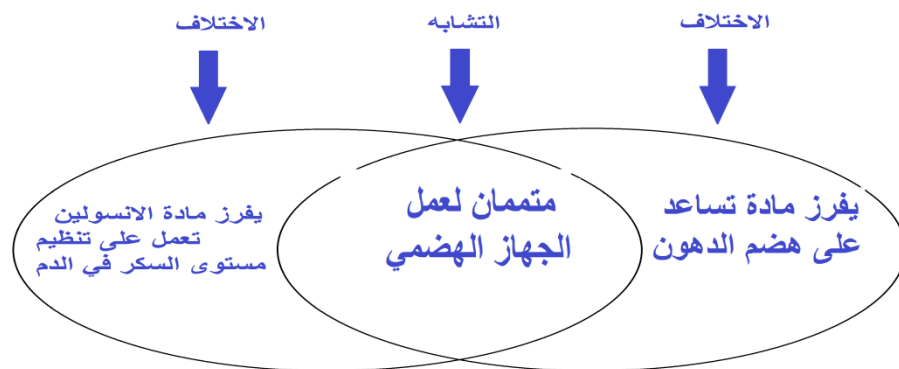 الاختلاف
التشابه
الاختلاف
يفرز مادة تساعد
على هضم الدهون
متممان لعمل
الجهاز الهضمي
يفرز مادة الانسولين
تعمل على تنظيم
مستوى السكر في الدم